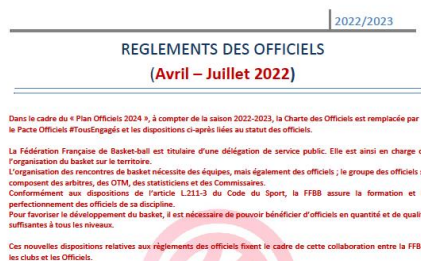 2022/2023
REGLEMENTS DES OFFICIELS
(Avril – Juillet 2022)
Dans le cadre du « Plan Officiels 2024 », à compter de la saison 2022-2023, la Charte des Officiels est remplacée par
le Pacte Officiels #TousEngagés et les dispositions ci-après liées au statut des officiels.
La Fédération Française de Basket-ball est titulaire d'une délégation de service public. Elle est ainsi en charge
l'organisation du basket sur le territoire.
L'organisation des rencontres de basket nécessite des équipes, mais également des officiels ; le groupe des officiels
composent des arbitres, des OTM, des statisticiens et des Commissaires.
Conformément aux dispositions de l'article L.211-3 du Code du Sport, la FFBB assure la formation et
perfectionnement des officiels de sa discipline.
Pour favoriser le développement du basket, il est nécessaire de pouvoir bénéficier d'officiels en quantité et de qualité
suffisantes à tous les niveaux.
Ces nouvelles dispositions relatives aux règlements des officiels fixent le cadre de cette collaboration entre la FFB
les clubs et les Officiels.